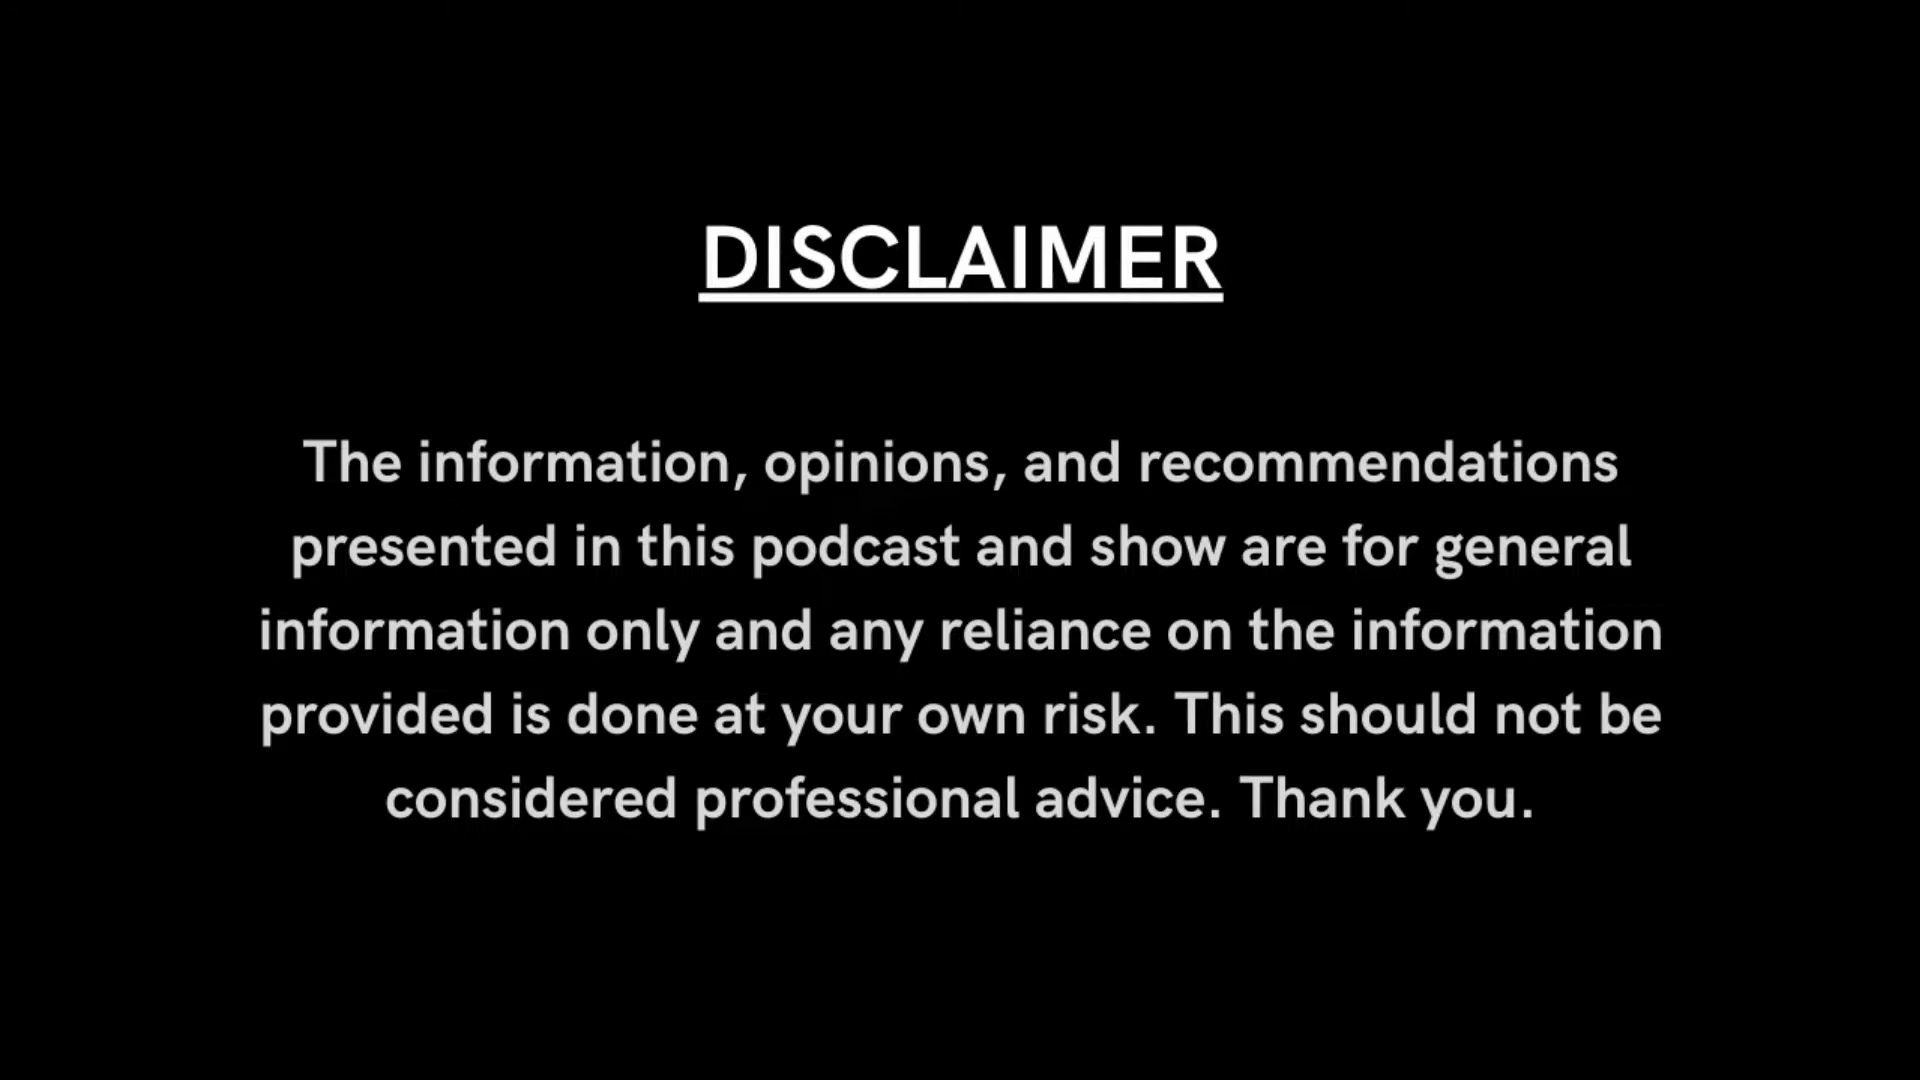 DISCLAIMER
The information, opinions, and recommendations
presented in this podcast and show are for general
information only and any reliance on the information
provided is done at your own risk. This should not be
considered professional advice. Thank you.